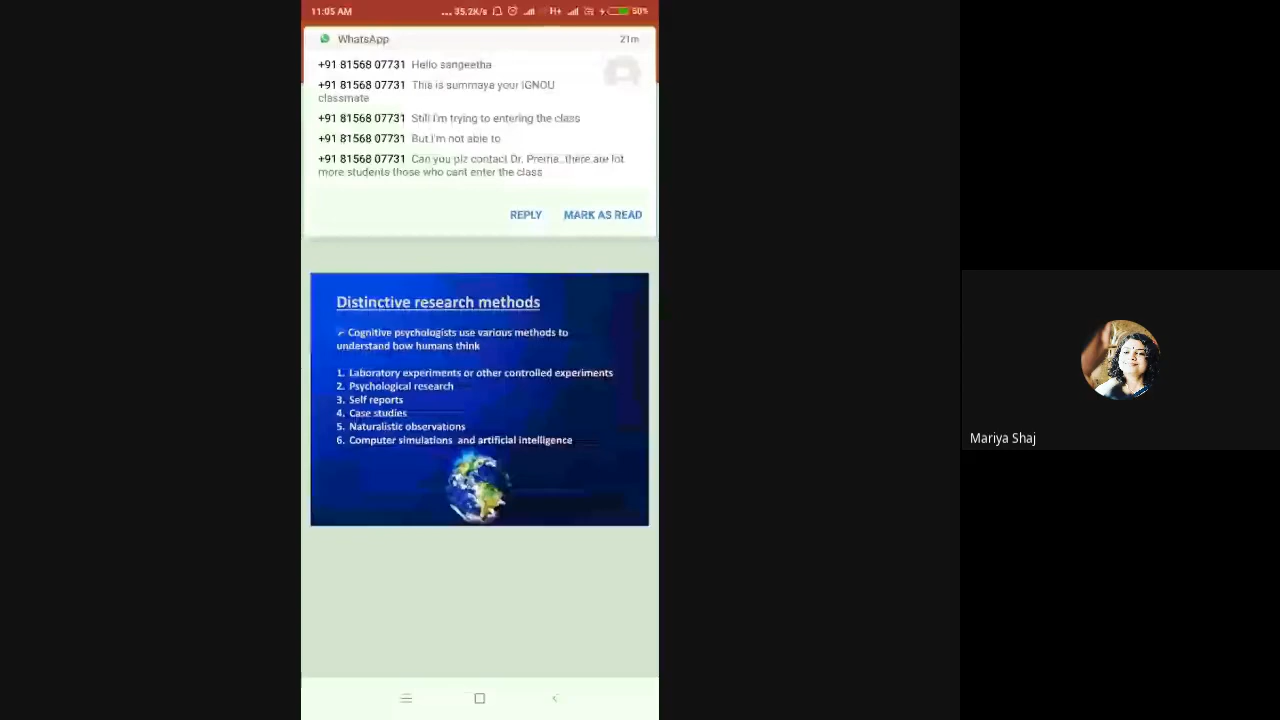 11:05 AM
... 35.2K/s H+ 50%
WhatsApp 21m
+91 81568 07731 Hello sangeetha
+91 81568 07731 This is summaya your IGNOU
classmate
+91 81568 07731 Still I'm trying to entering the class
+91 81568 07731 But I'm not able to
+91 81568 07731 Can you plz contact Dr. Prema..there are lot
more students those who cant enter the class
REPLY MARK AS READ
Distinctive research methods
➢ Cognitive psychologists use various methods to
understand how humans think
1. Laboratory experiments or other controlled experiments
2. Psychological research
3. Self reports
4. Case studies
5. Naturalistic observations
6. Computer simulations and artificial intelligence
Mariya Shaj